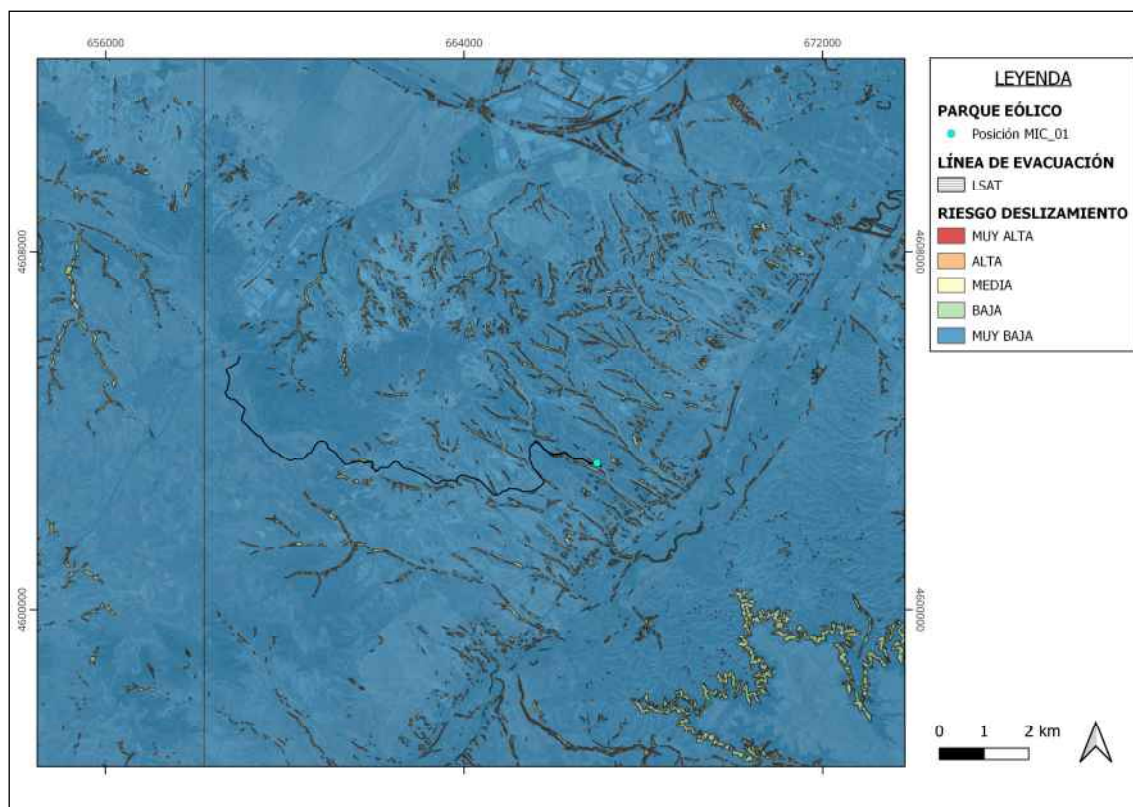 656000
664000
672000
4608000
4608000
4600000
4600000
LEYENDA
PARQUE EÓLICO
Posición MIC_01
LÍNEA DE EVACUACIÓN
LSAT
RIESGO DESLIZAMIENTO
MUY ALTA
ALTA
MEDIA
BAJA
MUY BAJA
0 1 2 km